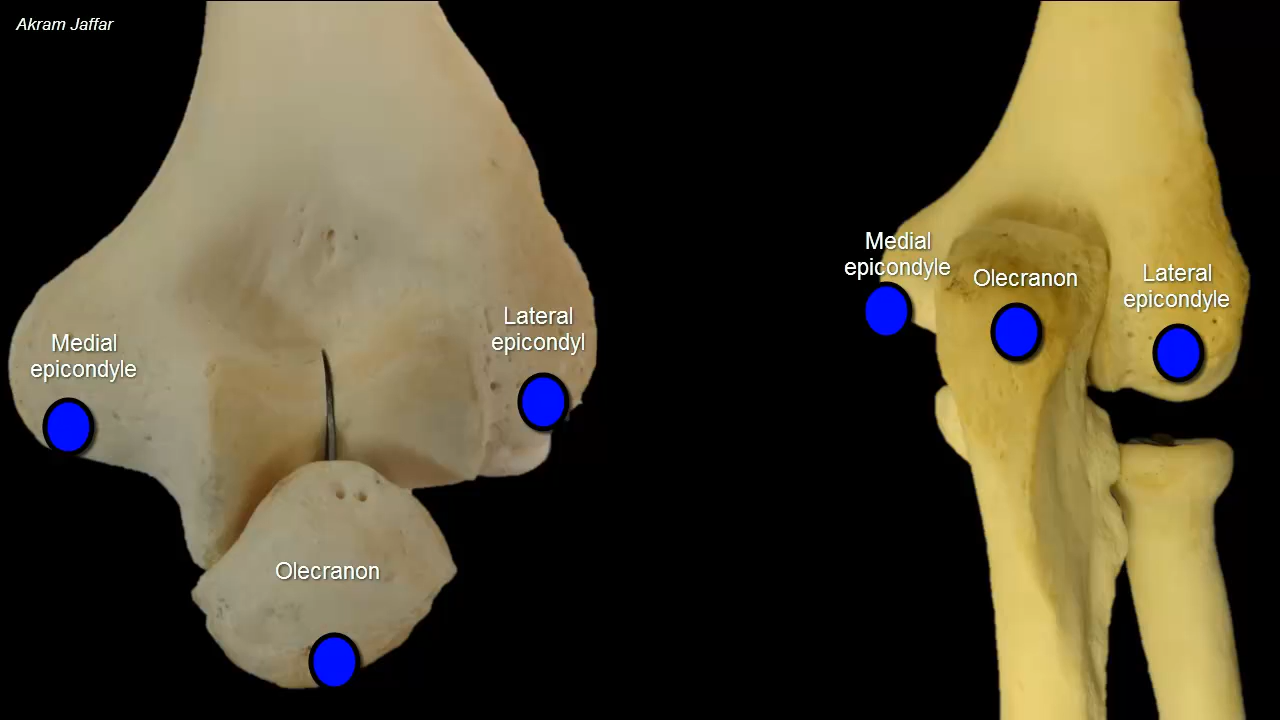 Akram Jaffar
Medial
epicondyle
Lateral
epicondyl
Olecranon
Medial
epicondyle
Olecranon
Lateral
epicondyle